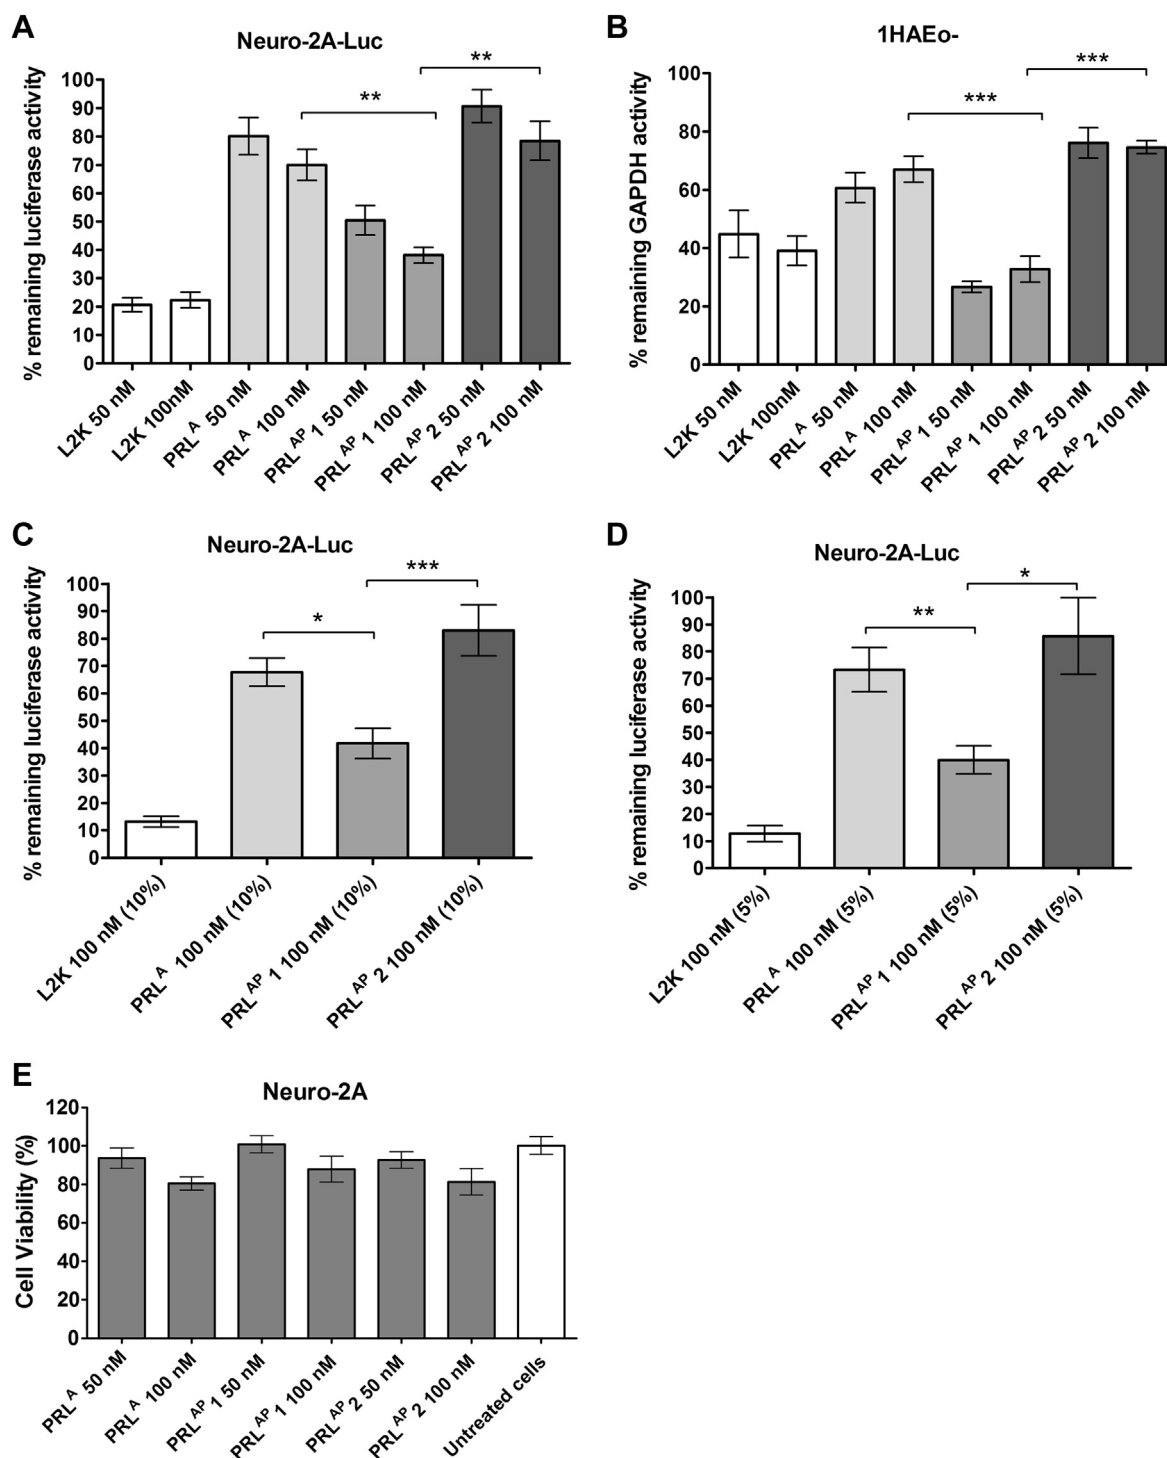 A
Neuro-2A-Luc
% remaining luciferase activity
100
90
80
70
60
50
40
30
20
10
0
**
**
L2K 50 nM
L2K 100nM
PRL A 50 nM
PRL A 100 nM
PRL AP 1 50 nM
PRL AP 1 100 nM
PRL AP 2 50 nM
PRL AP 2 100 nM
B
1HAEo-
% remaining GAPDH activity
100
80
60
40
20
0
***
***
L2K 50 nM
L2K 100nM
PRL A 50 nM
PRL A 100 nM
PRL AP 1 50 nM
PRL AP 1 100 nM
PRL AP 2 50 nM
PRL AP 2 100 nM
C
Neuro-2A-Luc
% remaining luciferase activity
100
90
80
70
60
50
40
30
20
10
0
*
***
L2K 100 nM (10%)
PRL A 100 nM (10%)
PRL AP 1 100 nM (10%)
PRL AP 2 100 nM (10%)
D
Neuro-2A-Luc
% remaining luciferase activity
100
90
80
70
60
50
40
30
20
10
0
**
*
L2K 100 nM (5%)
PRL A 100 nM (5%)
PRL AP 1 100 nM (5%)
PRL AP 2 100 nM (5%)
E
Neuro-2A
Cell Viability (%)
120
100
80
60
40
20
0
PRL A 50 nM
PRL A 100 nM
PRL AP 1 50 nM
PRL AP 1 100 nM
PRL AP 2 50 nM
PRL AP 2 100 nM
Untreated cells